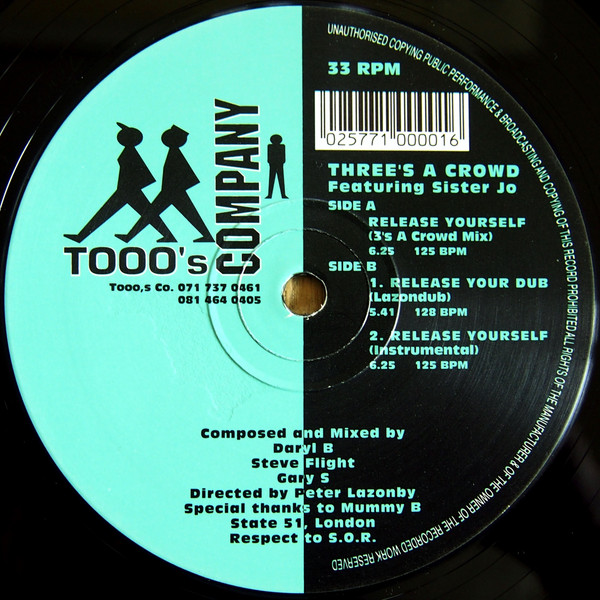 UNAUTHORISED COPYING PUBLIC PERFORMANCE & BROADCASTING AND COPYING OF THIS RECORD PROHIBITED ALL RIGHTS OF THE MANUFACTURER & OF THE OWNER OF THE RECORDED WORK RESERVED
33 RPM
025771 000016
TOOO's
COMPANY
Tooo,s Co. 071 737 0461
081 464 0405
THREE'S A CROWD
Featuring Sister Jo
SIDE A
RELEASE YOURSELF
(3's A Crowd Mix)
6.25 125 BPM
SIDE B
1. RELEASE YOUR DUB
(Lazondub)
5.41 128 BPM
2. RELEASE YOURSELF
(Instrumental)
6.25 125 BPM
Composed and Mixed by
Daryl B
Steve Flight
Gary S
Directed by Peter Lazonby
Special thanks to Mummy B
State 51, London
Respect to S.O.R.